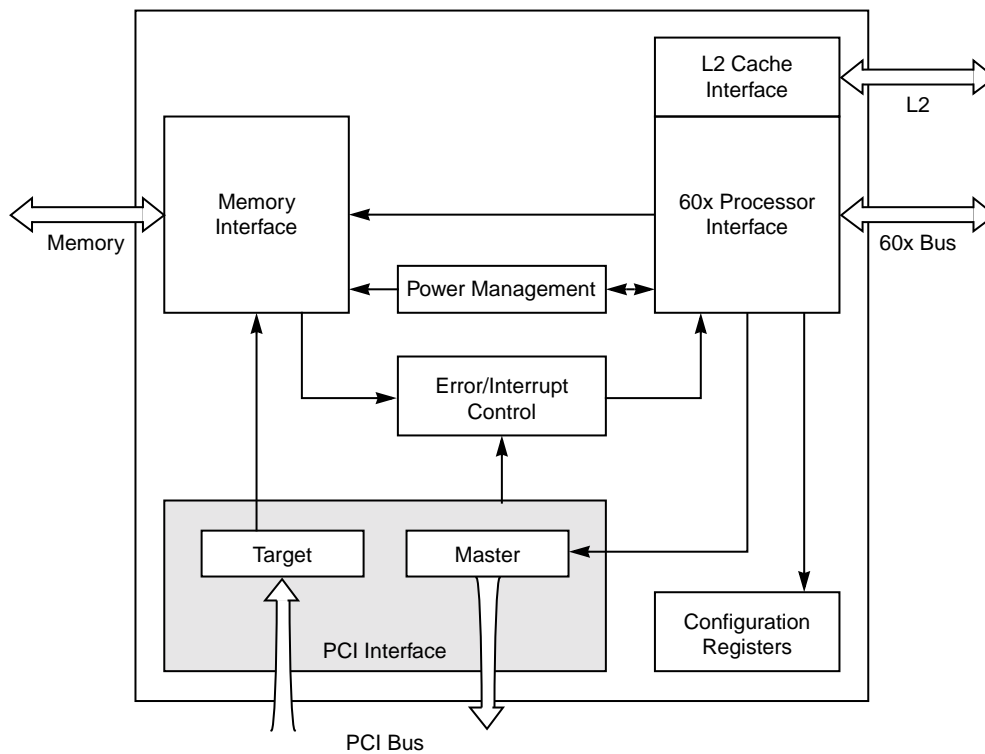 L2 Cache
Interface
L2
Memory
Interface
60x Processor
Interface
Memory
60x Bus
Power Management
Error/Interrupt
Control
Target
Master
PCI Interface
Configuration
Registers
PCI Bus